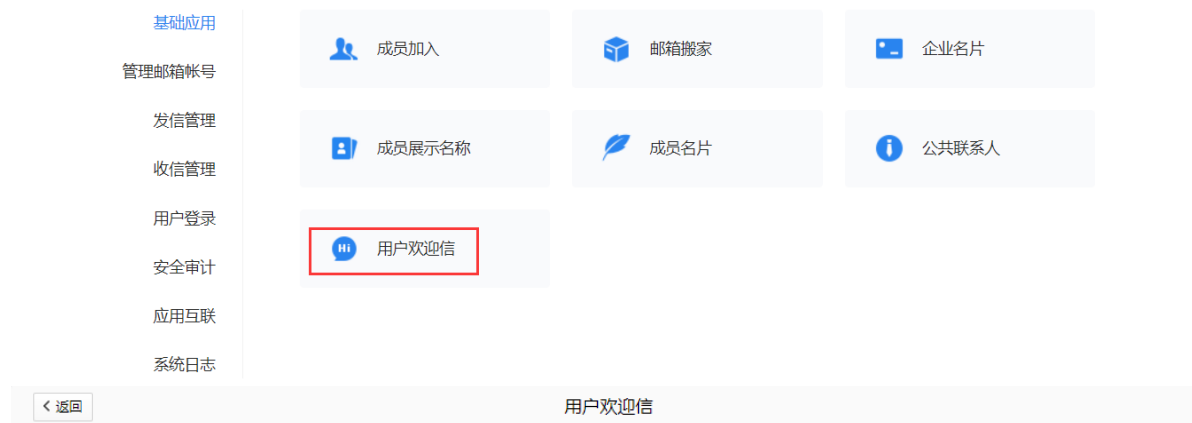 基础应用
管理邮箱帐号
发信管理
收信管理
用户登录
安全审计
应用互联
系统日志
成员加入
邮箱搬家
企业名片
成员展示名称
成员名片
公共联系人
Hi
用户欢迎信
返回
用户欢迎信